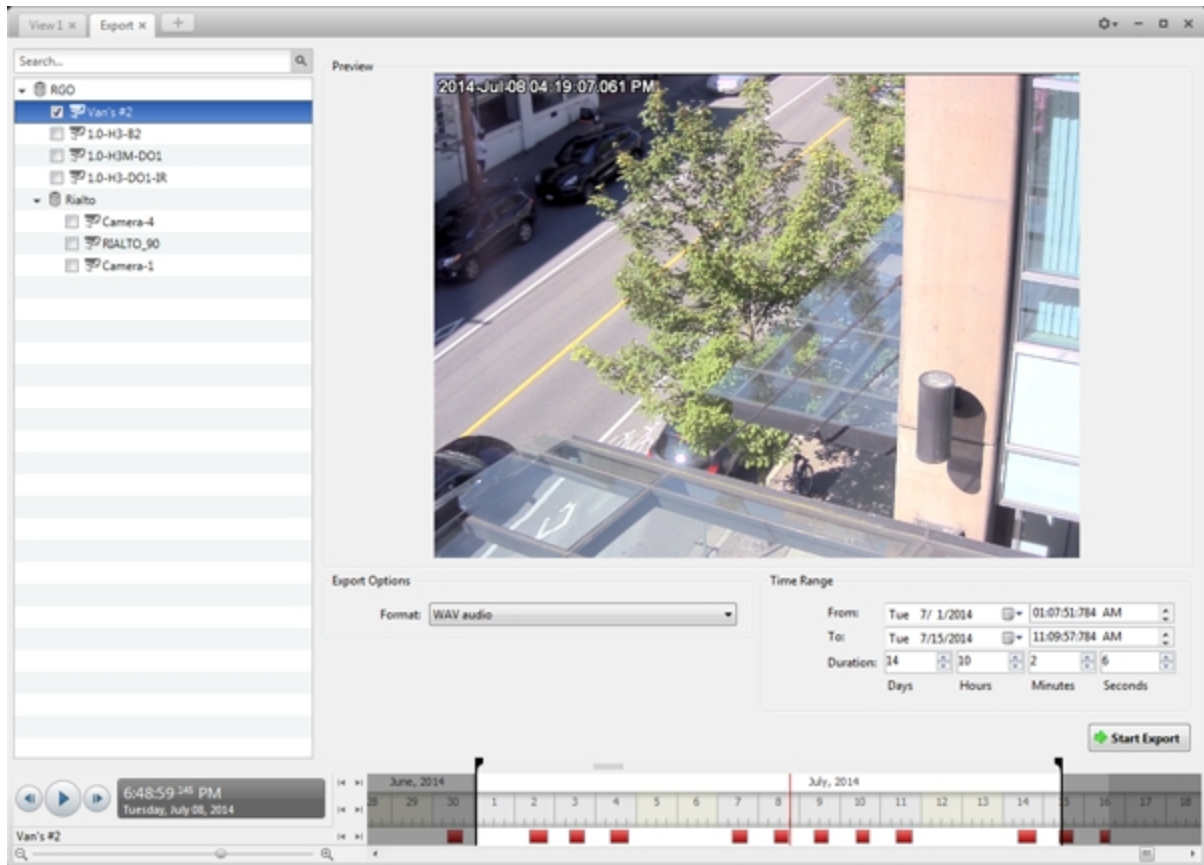 View 1 ×
Export ×
+
Search...
RGO
Van's #2
1.0-H3-B2
1.0-H3M-DO1
1.0-H3-DO1-IR
Rialto
Camera-4
RIALTO_90
Camera-1
Preview
2014-Jul-08 04:19:07.061 PM
Export Options
Format: WAV audio
Time Range
From: Tue 7/ 1/2014 01:07:51:784 AM
To: Tue 7/15/2014 11:09:57:784 AM
Duration: 14 10 2 6
Days Hours Minutes Seconds
Start Export
6:48:59.145 PM
Tuesday, July 08, 2014
June, 2014 July, 2014
28 29 30 1 2 3 4 5 6 7 8 9 10 11 12 13 14 15 16 17 18
Van's #2